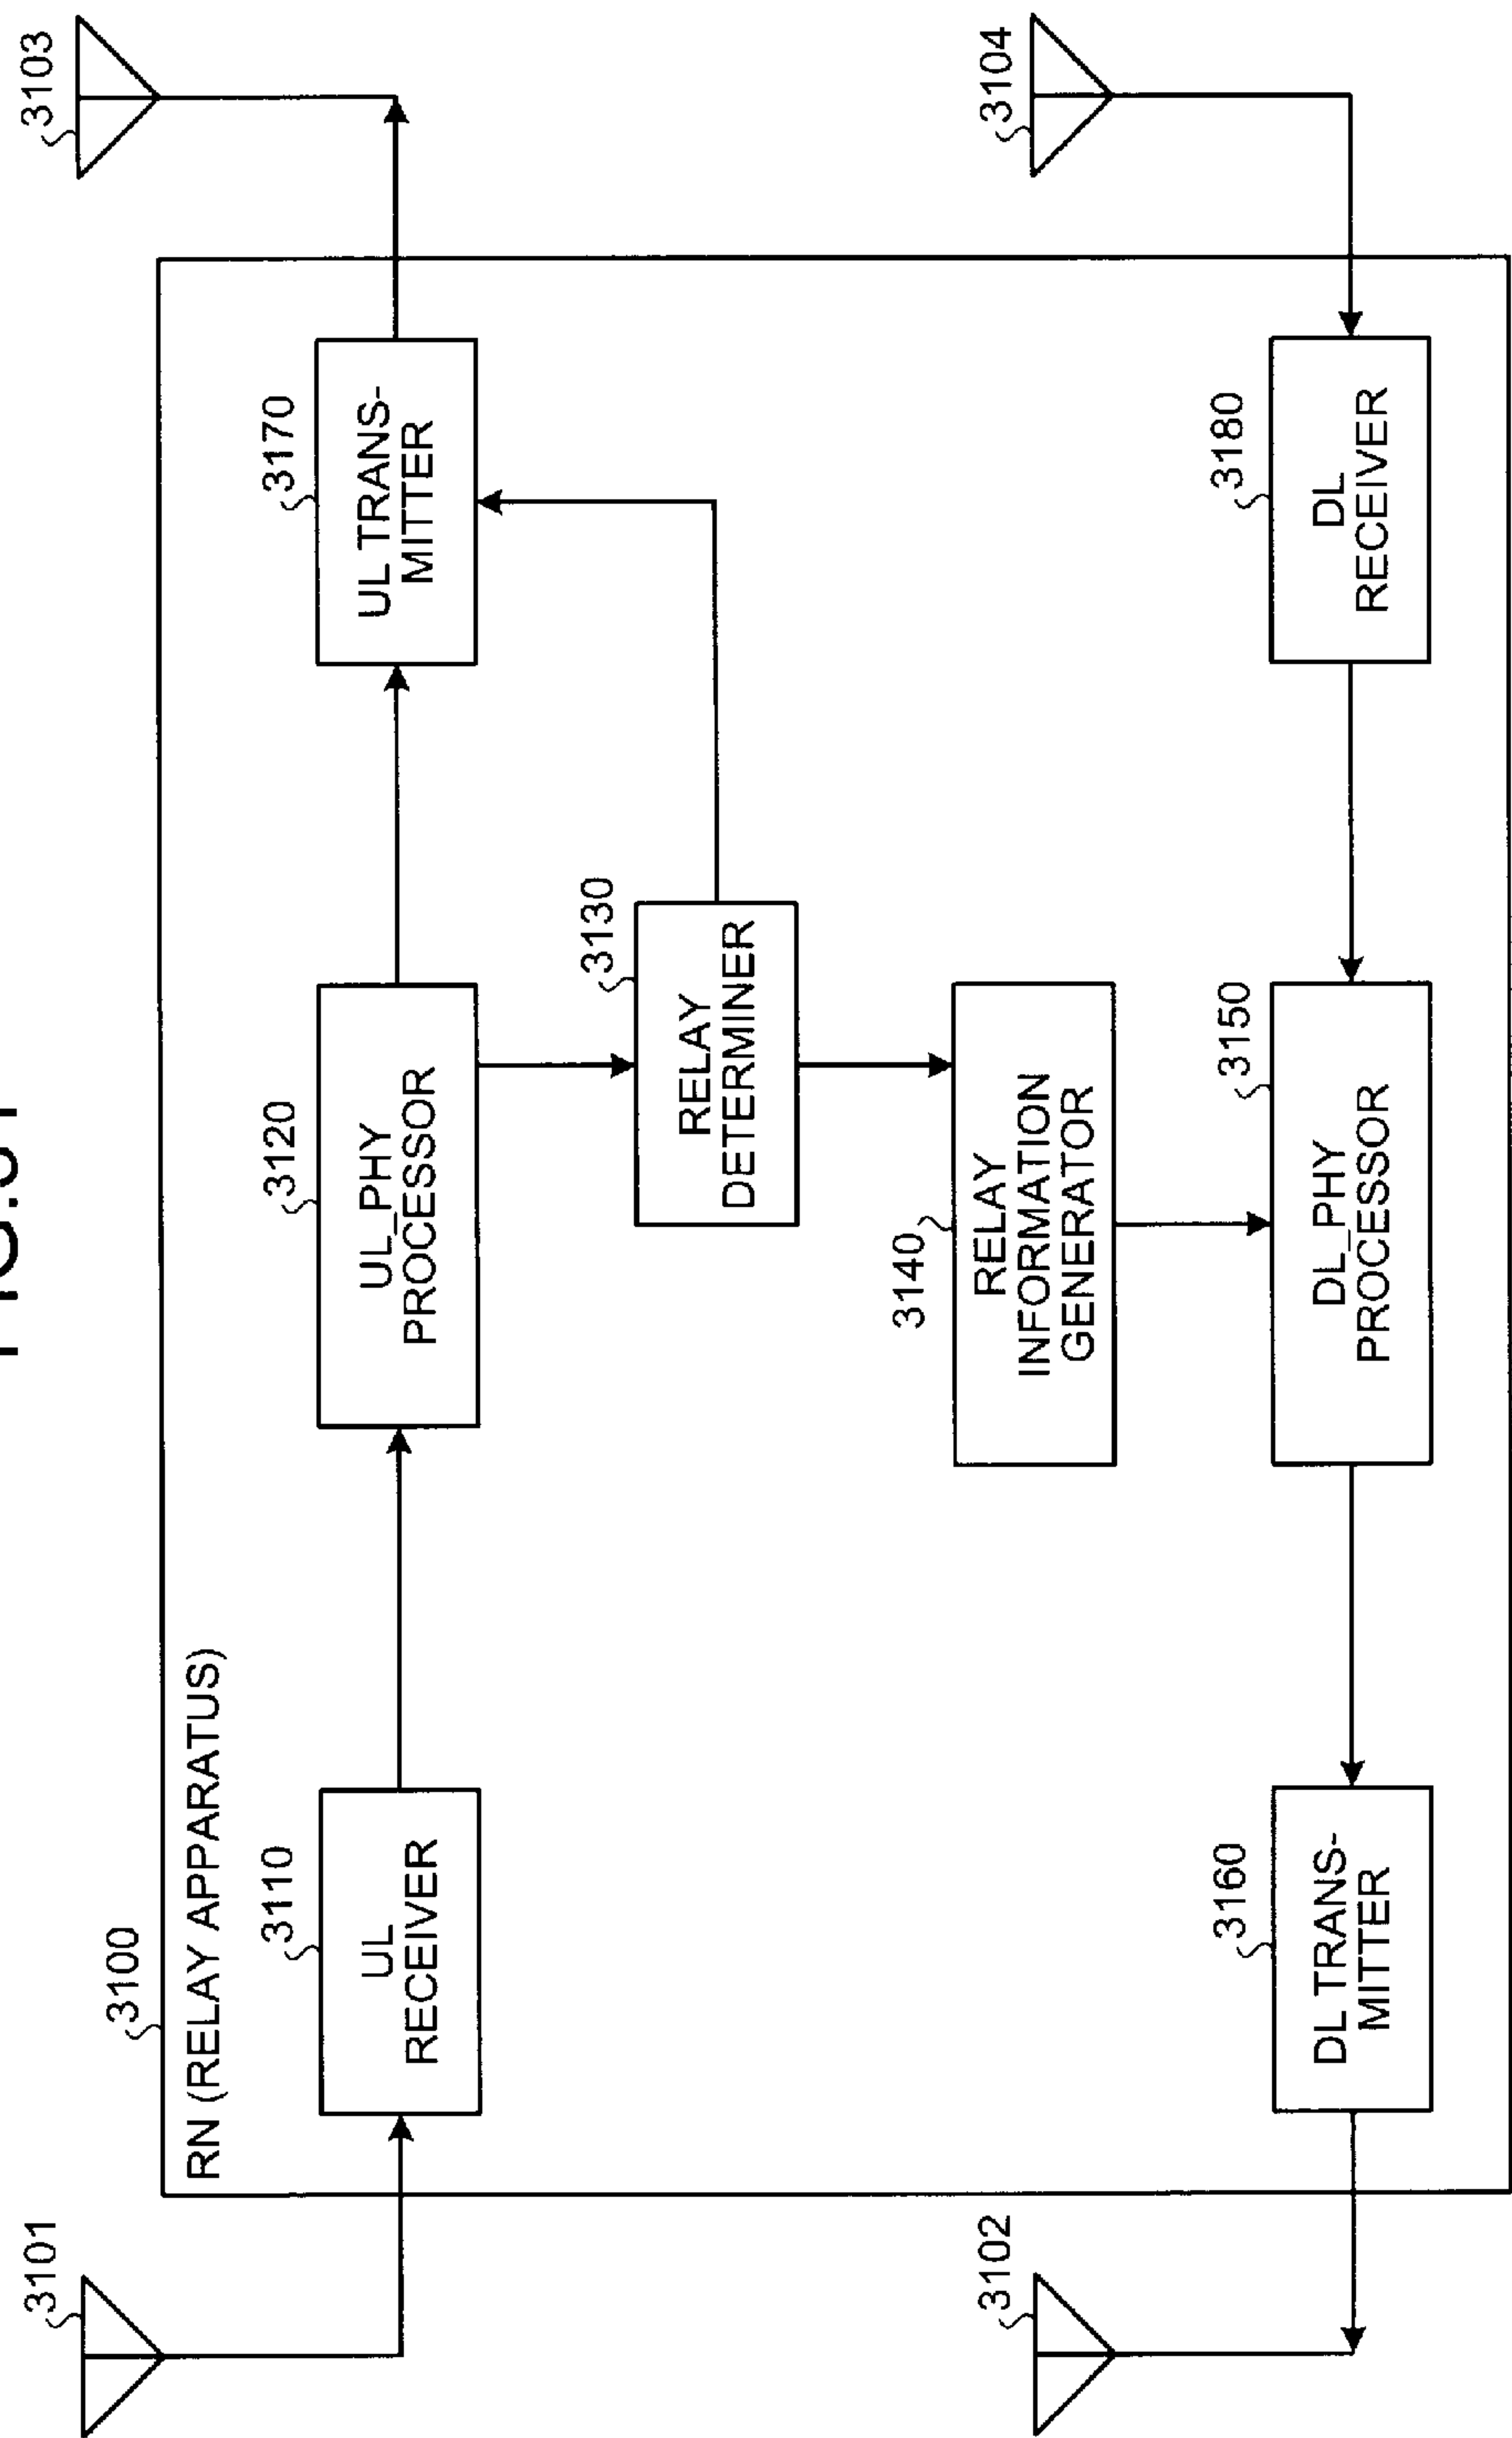 3101
3103
3100
RN (RELAY APPARATUS)
3110
UL
RECEIVER
3120
UL_PHY
PROCESSOR
3170
UL TRANS-
MITTER
3130
RELAY
DETERMINER
3140
RELAY
INFORMATION
GENERATOR
3102
3104
3160
DL TRANS-
MITTER
3150
DL_PHY
PROCESSOR
3180
DL
RECEIVER